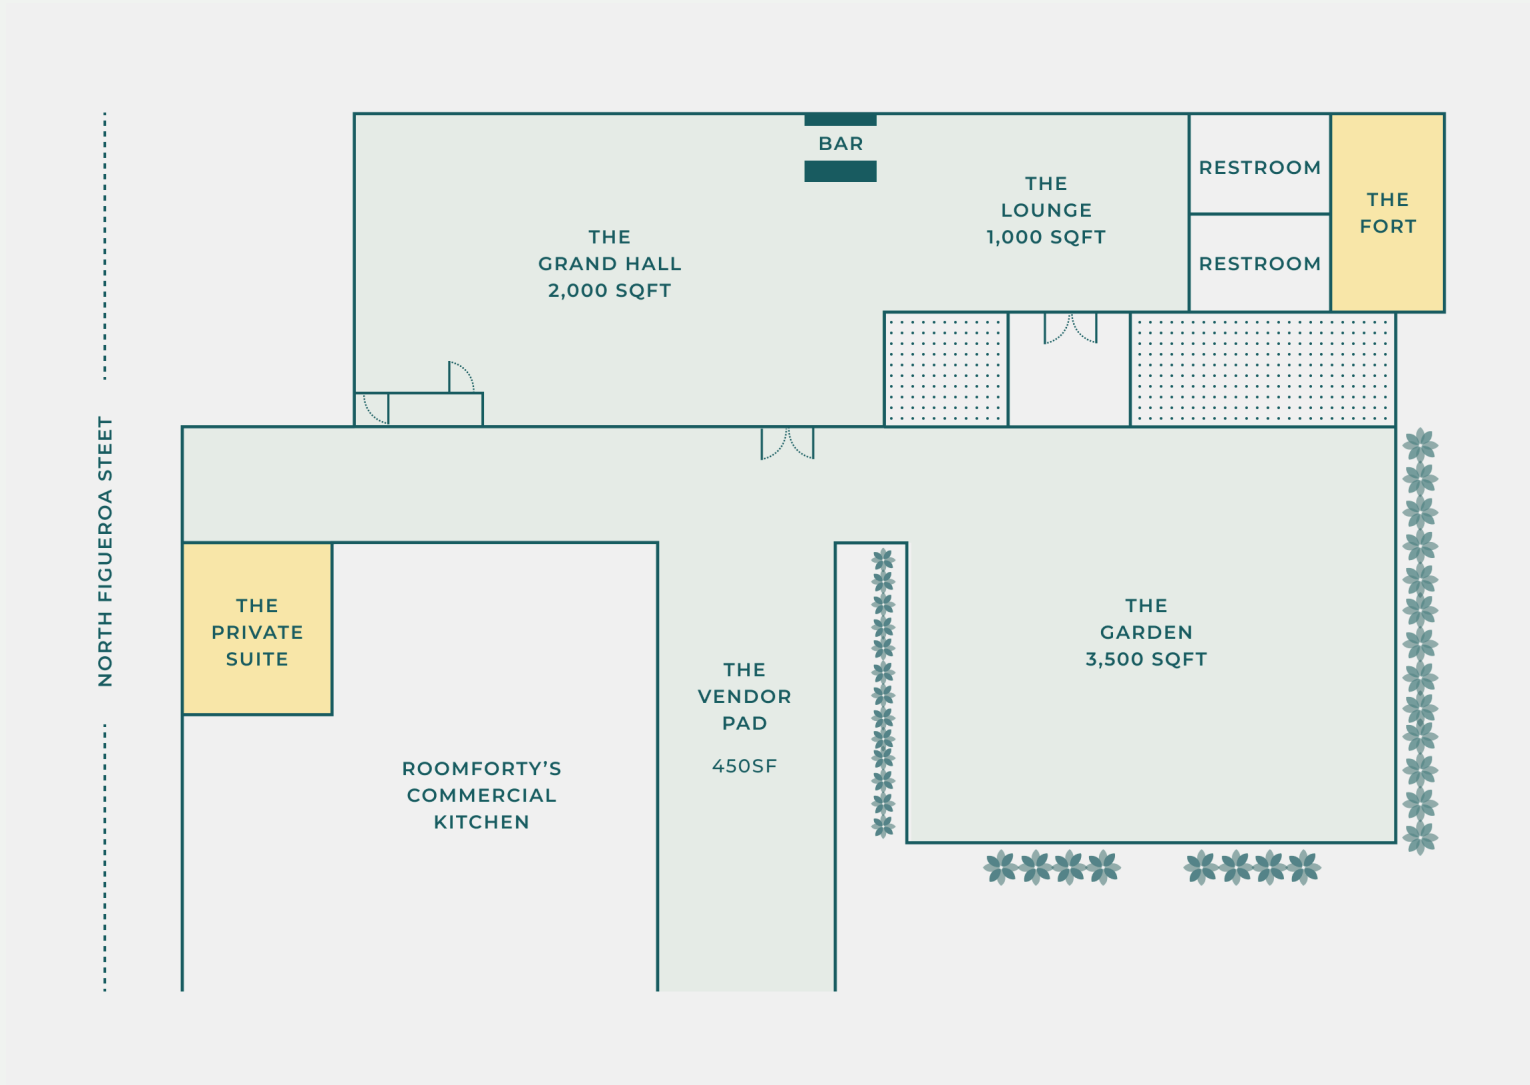 BAR
THE
LOUNGE
1,000 SQFT
RESTROOM
RESTROOM
THE
FORT
THE
GRAND HALL
2,000 SQFT
NORTH FIGUEROA STEET
THE
PRIVATE
SUITE
THE
GARDEN
3,500 SQFT
THE
VENDOR
PAD
450SF
ROOMFORTY’S
COMMERCIAL
KITCHEN